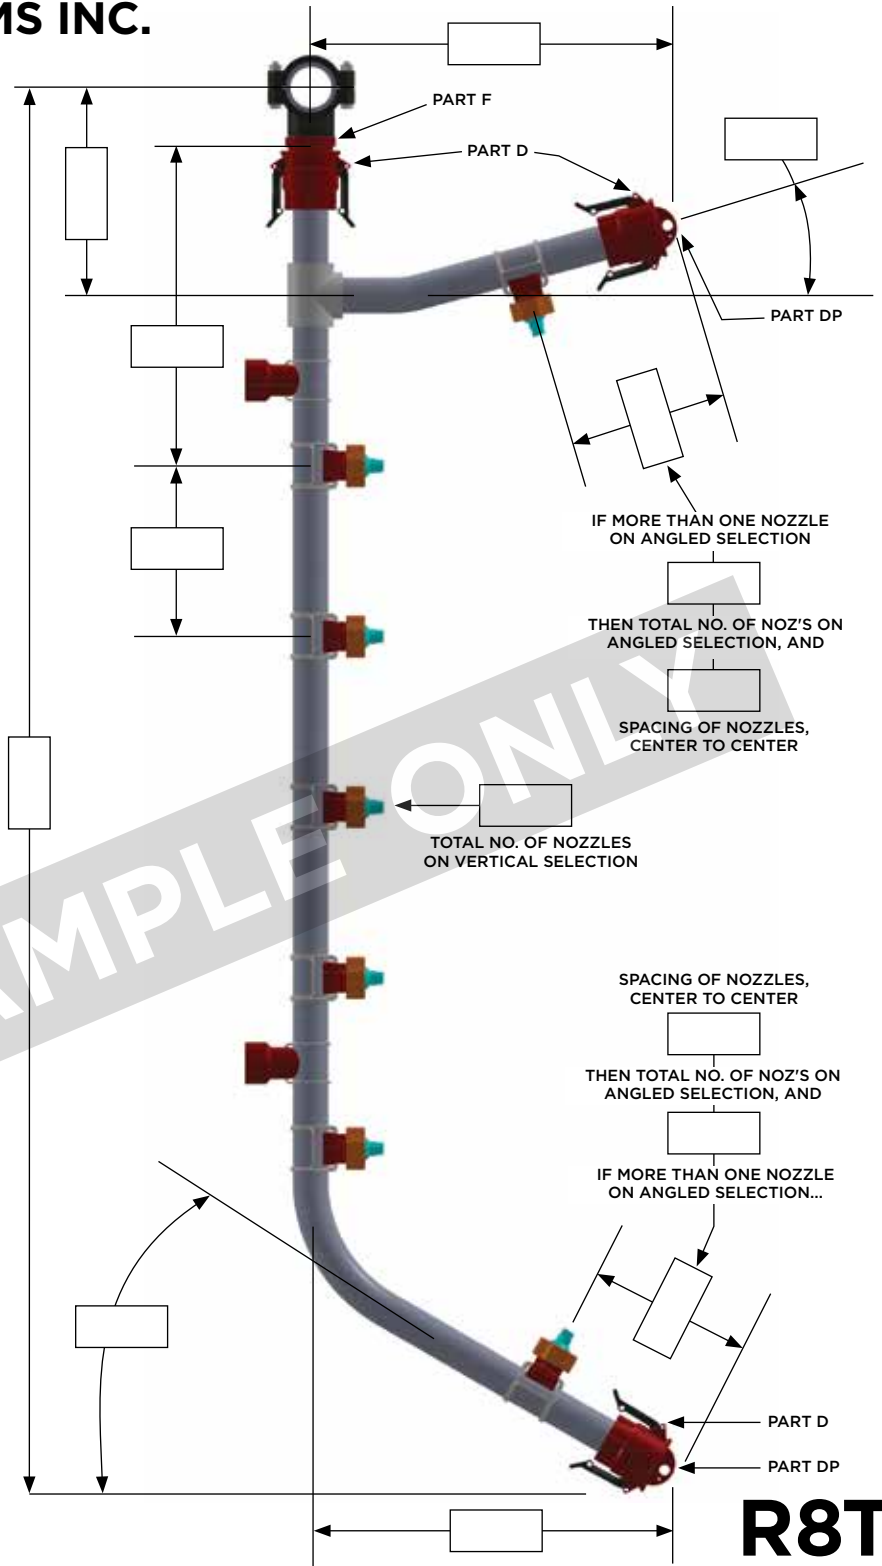 MS INC.
PART F
PART D
PART DP
IF MORE THAN ONE NOZZLE
ON ANGLED SELECTION
THEN TOTAL NO. OF NOZ'S ON
ANGLED SELECTION, AND
SPACING OF NOZZLES,
CENTER TO CENTER
AMPLE ONLY
TOTAL NO. OF NOZZLES
ON VERTICAL SELECTION
SPACING OF NOZZLES,
CENTER TO CENTER
THEN TOTAL NO. OF NOZ'S ON
ANGLED SELECTION, AND
IF MORE THAN ONE NOZZLE
ON ANGLED SELECTION...
PART D
PART DP
R8T